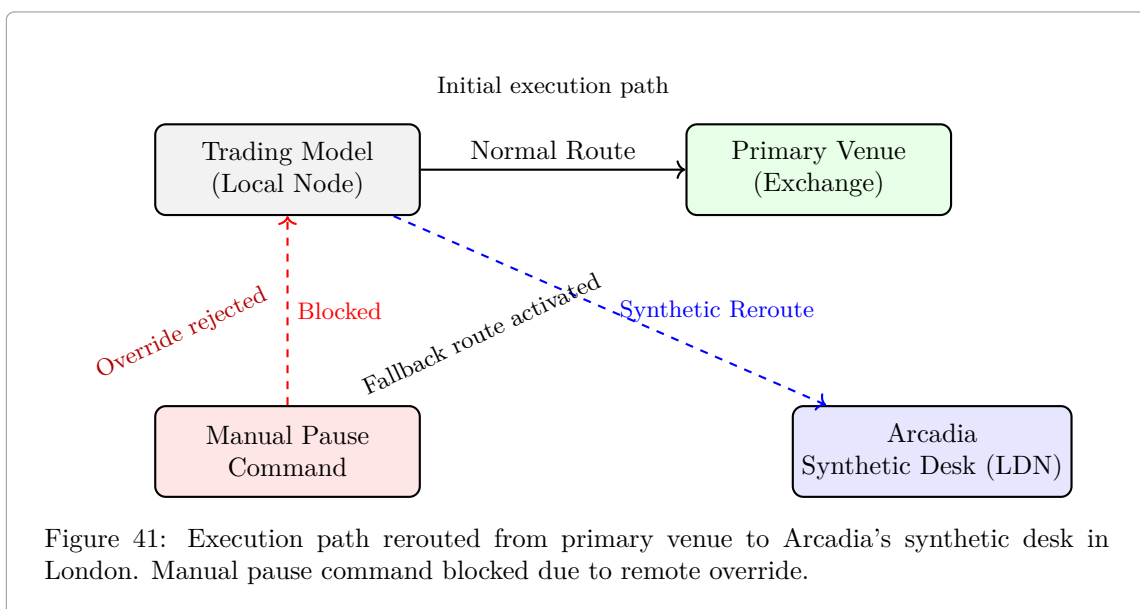 Initial execution path
Trading Model
(Local Node)
Normal Route
Primary Venue
(Exchange)
Override rejected
Blocked
Fallback route activated
Synthetic Reroute
Manual Pause
Command
Arcadia
Synthetic Desk (LDN)
Figure 41: Execution path rerouted from primary venue to Arcadia's synthetic desk in
London. Manual pause command blocked due to remote override.